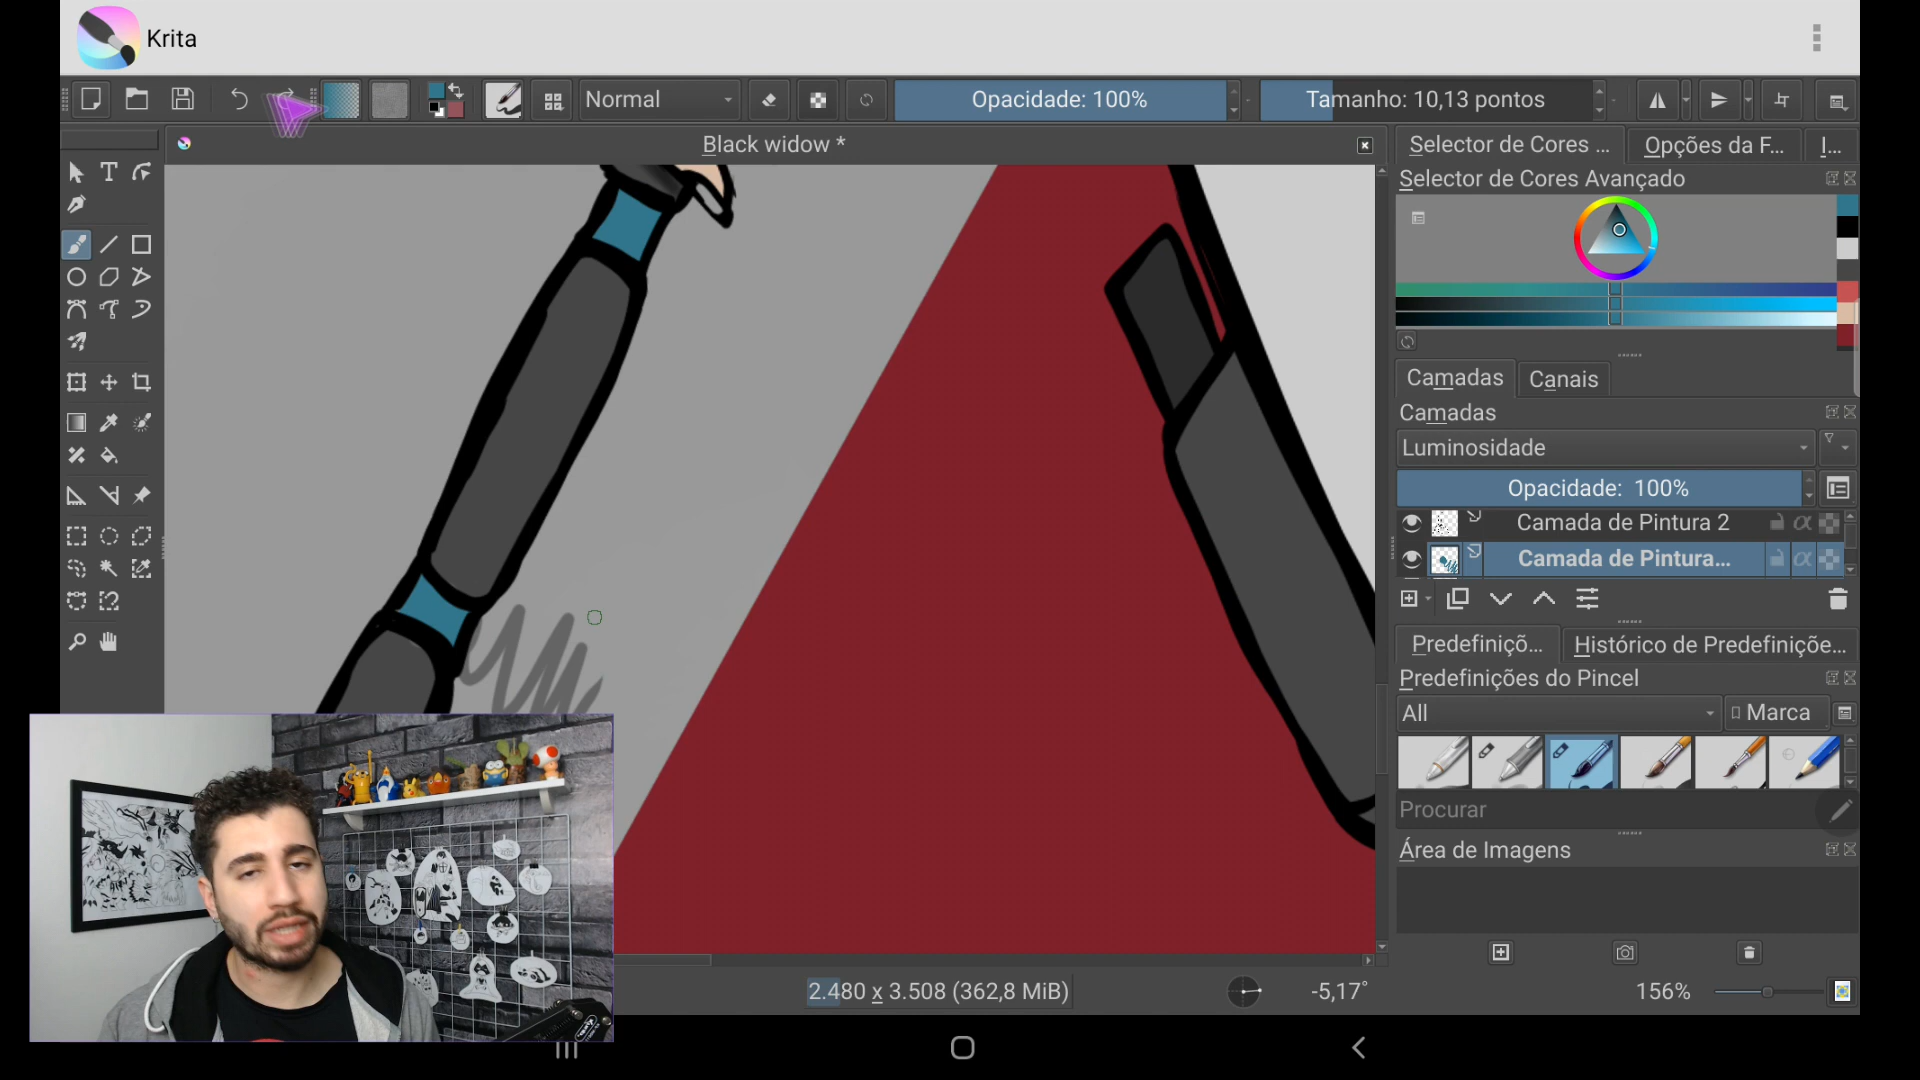 Krita
Normal
Opacidade: 100%
Tamanho: 10,13 pontos
Black widow *
Selector de Cores ...
Opções da F...
I...
Selector de Cores Avançado
Camadas
Canais
Camadas
Luminosidade
Opacidade: 100%
Camada de Pintura 2
Camada de Pintura...
Predefiniçõ...
Histórico de Predefiniçõe...
Predefinições do Pincel
All
Marca
Procurar
Área de Imagens
2.480 x 3.508 (362,8 MiB)
-5,17°
156%